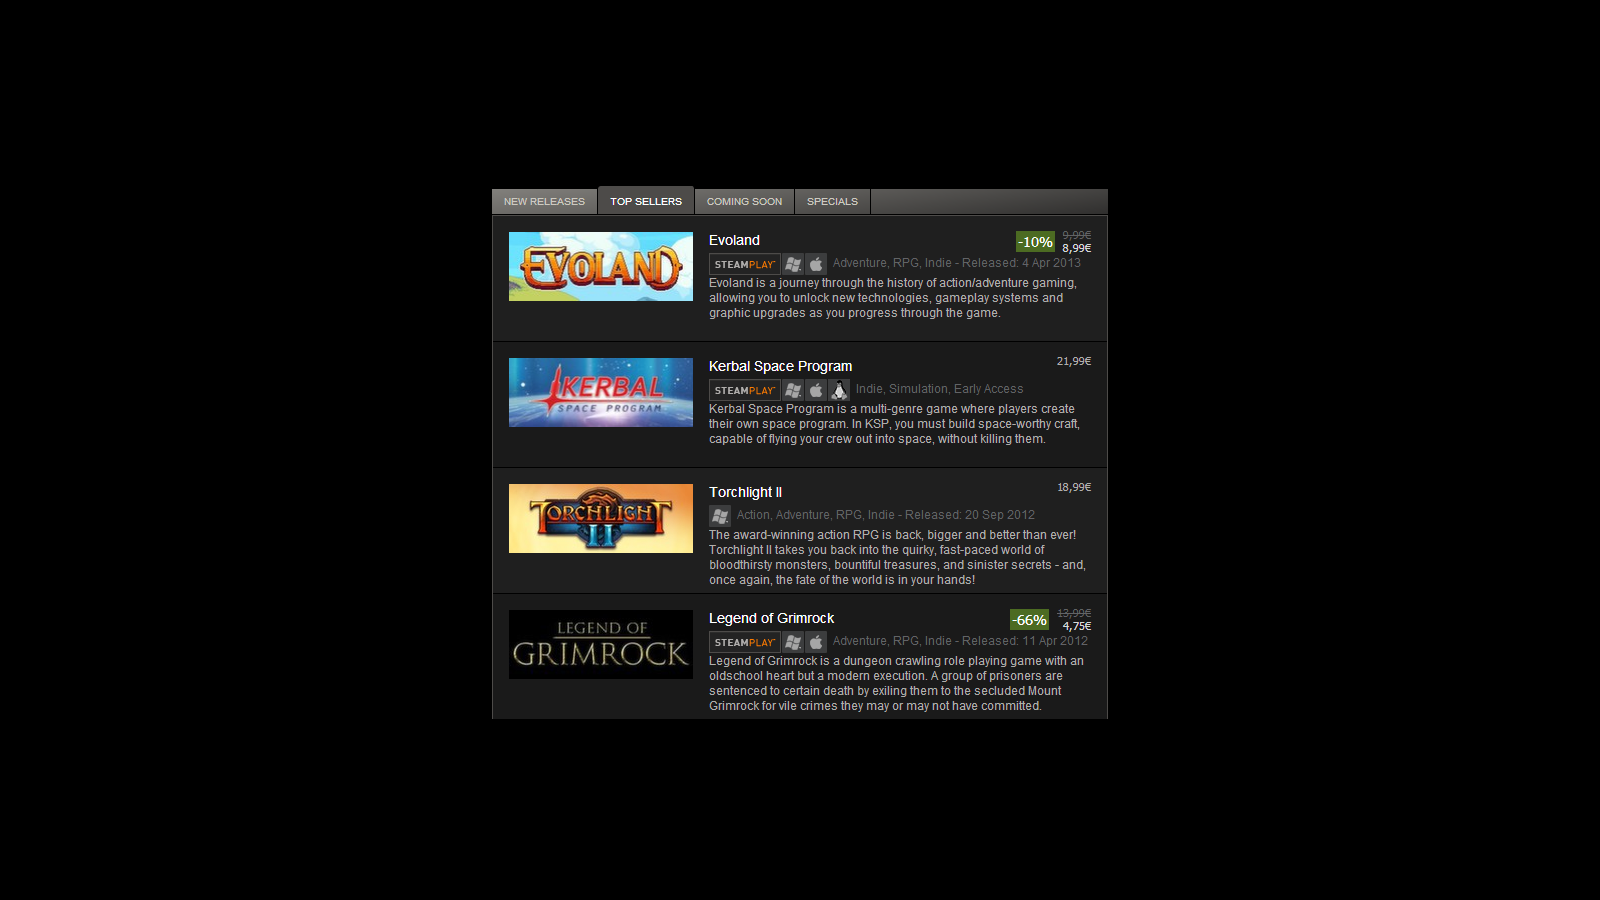 NEW RELEASES TOP SELLERS COMING SOON SPECIALS
EVOLAND
Evoland
-10% 9,99€
8,99€
STEAMPLAY™ Adventure, RPG, Indie - Released: 4 Apr 2013
Evoland is a journey through the history of action/adventure gaming,
allowing you to unlock new technologies, gameplay systems and
graphic upgrades as you progress through the game.
KERBAL
SPACE PROGRAM
Kerbal Space Program
21,99€
STEAMPLAY™ Indie, Simulation, Early Access
Kerbal Space Program is a multi-genre game where players create
their own space program. In KSP, you must build space-worthy craft,
capable of flying your crew out into space, without killing them.
TORCHLIGHT
II
Torchlight II
18,99€
Action, Adventure, RPG, Indie - Released: 20 Sep 2012
The award-winning action RPG is back, bigger and better than ever!
Torchlight II takes you back into the quirky, fast-paced world of
bloodthirsty monsters, bountiful treasures, and sinister secrets - and,
once again, the fate of the world is in your hands!
LEGEND OF
GRIMROCK
Legend of Grimrock
-66% 13,99€
4,75€
STEAMPLAY™ Adventure, RPG, Indie - Released: 11 Apr 2012
Legend of Grimrock is a dungeon crawling role playing game with an
oldschool heart but a modern execution. A group of prisoners are
sentenced to certain death by exiling them to the secluded Mount
Grimrock for vile crimes they may or may not have committed.